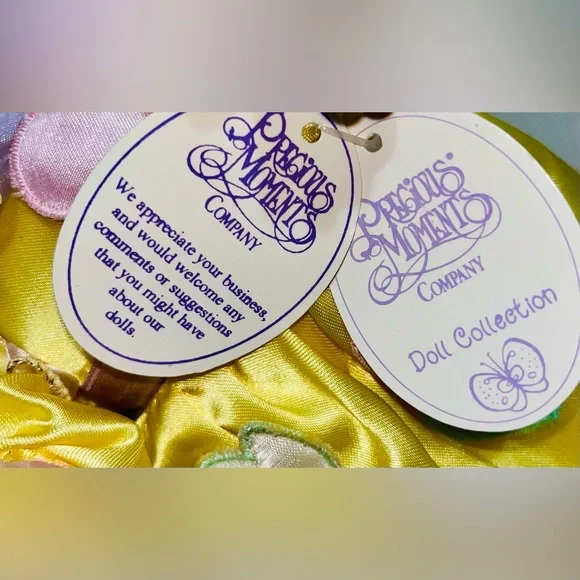 Precious
Moments
Company
We appreciate your business,
and would welcome any
comments or suggestions
that you might have
about our
dolls.
Precious®
Moments
Company
Doll Collection